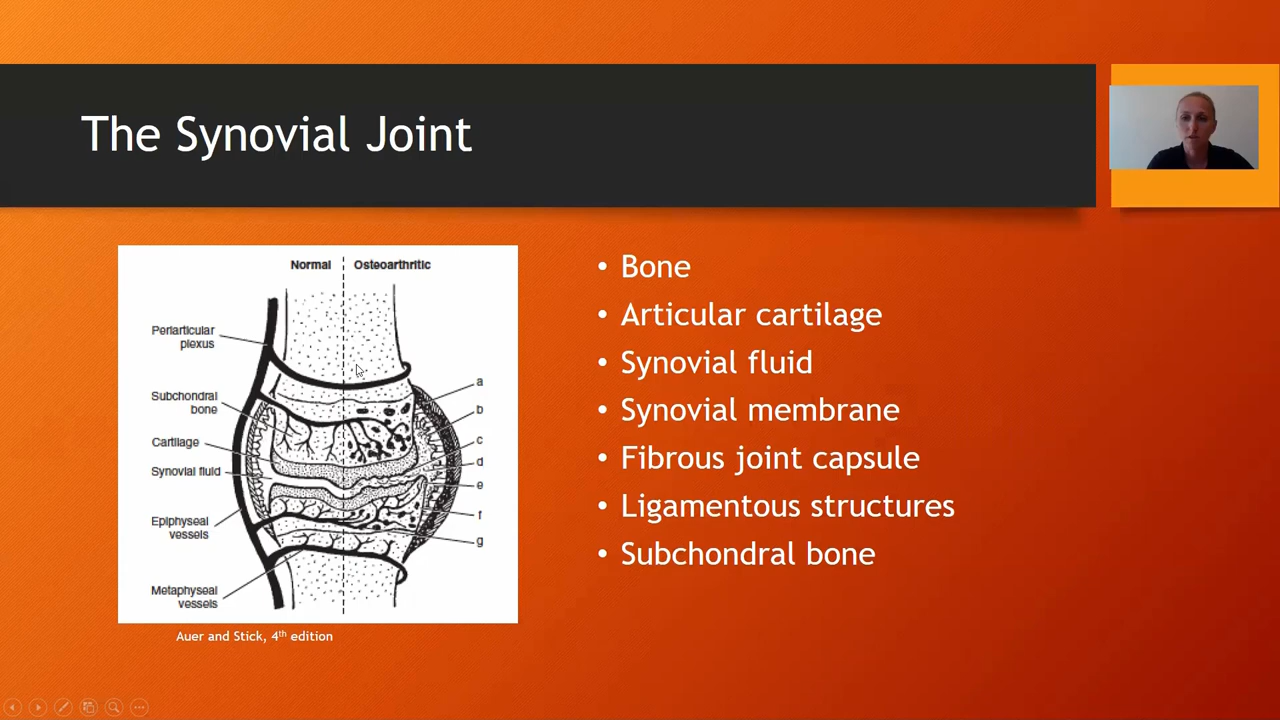 The Synovial Joint
Normal
Osteoarthritic
Periarticular
plexus
Subchondral
bone
Cartilage
Synovial fluid
Epiphyseal
vessels
Metaphyseal
vessels
a
b
c
d
e
f
g
Auer and Stick, 4th edition
• Bone
• Articular cartilage
• Synovial fluid
• Synovial membrane
• Fibrous joint capsule
• Ligamentous structures
• Subchondral bone